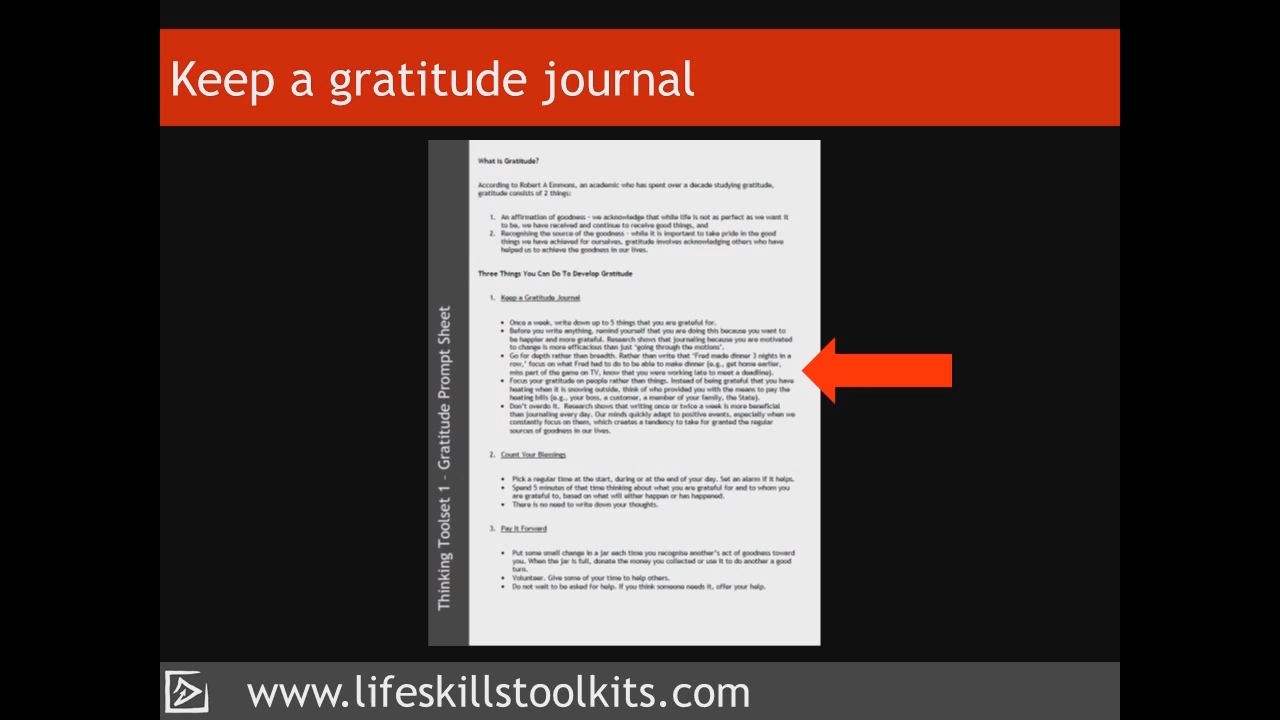 Keep a gratitude journal
What is Gratitude?
According to Robert A Emmons, an academic who has spent over a decade studying gratitude,
gratitude consists of 2 things:
1. An affirmation of goodness - we acknowledge that while life is not as perfect as we want it
to be, we have received and continue to receive good things, and
2. Recognising the source of the goodness - while it is important to take pride in the good
things we have achieved for ourselves, gratitude involves acknowledging others who have
helped us to achieve the goodness in our lives.
Three Things You Can Do To Develop Gratitude
1. Keep a Gratitude Journal
• Once a week, write down up to 5 things that you are grateful for.
• Before you write anything, remind yourself that you are doing this because you want to
be happier and more grateful. Research shows that journaling because you are motivated
to change is more efficacious than just 'going through the motions'.
• Go for depth rather than breadth. Rather than write that 'Fred made dinner 3 nights in a
row,' focus on what Fred had to do to be able to make dinner (e.g., get home earlier,
miss part of the game on TV, know that you were working late to meet a deadline).
• Focus your gratitude on people rather than things. Instead of being grateful that you have
heating when it is snowing outside, think of who provided you with the means to pay the
heating bills (e.g., your boss, a customer, a member of your family, the State).
• Don't overdo it. Research shows that writing once or twice a week is more beneficial
than journaling every day. Our minds quickly adapt to positive events, especially when we
constantly focus on them, which creates a tendency to take for granted the regular
sources of goodness in our lives.
2. Count Your Blessings
• Pick a regular time at the start, during or at the end of your day. Set an alarm if it helps.
• Spend 5 minutes of that time thinking about what you are grateful for and to whom you
are grateful to, based on what will either happen or has happened.
• There is no need to write down your thoughts.
3. Pay It Forward
• Put some small change in a jar each time you recognise another's act of goodness toward
you. When the jar is full, donate the money you collected or use it to do another a good
turn.
• Volunteer. Give some of your time to help others.
• Do not wait to be asked for help. If you think someone needs it, offer your help.
Thinking Toolset 1 - Gratitude Prompt Sheet
www.lifeskillstoolkits.com